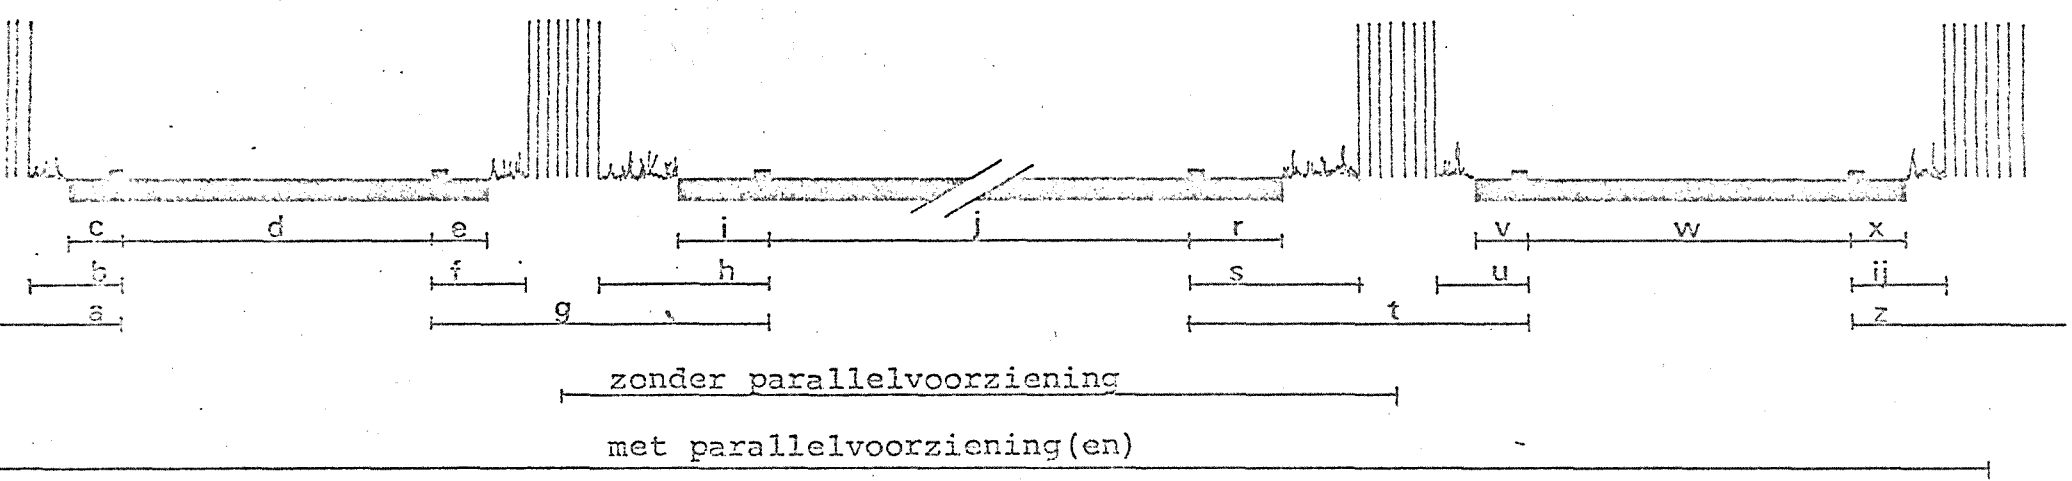 c d e i j r v w x
b f h s u ij
a g t z
zonder parallelvoorziening
met parallelvoorziening(en)